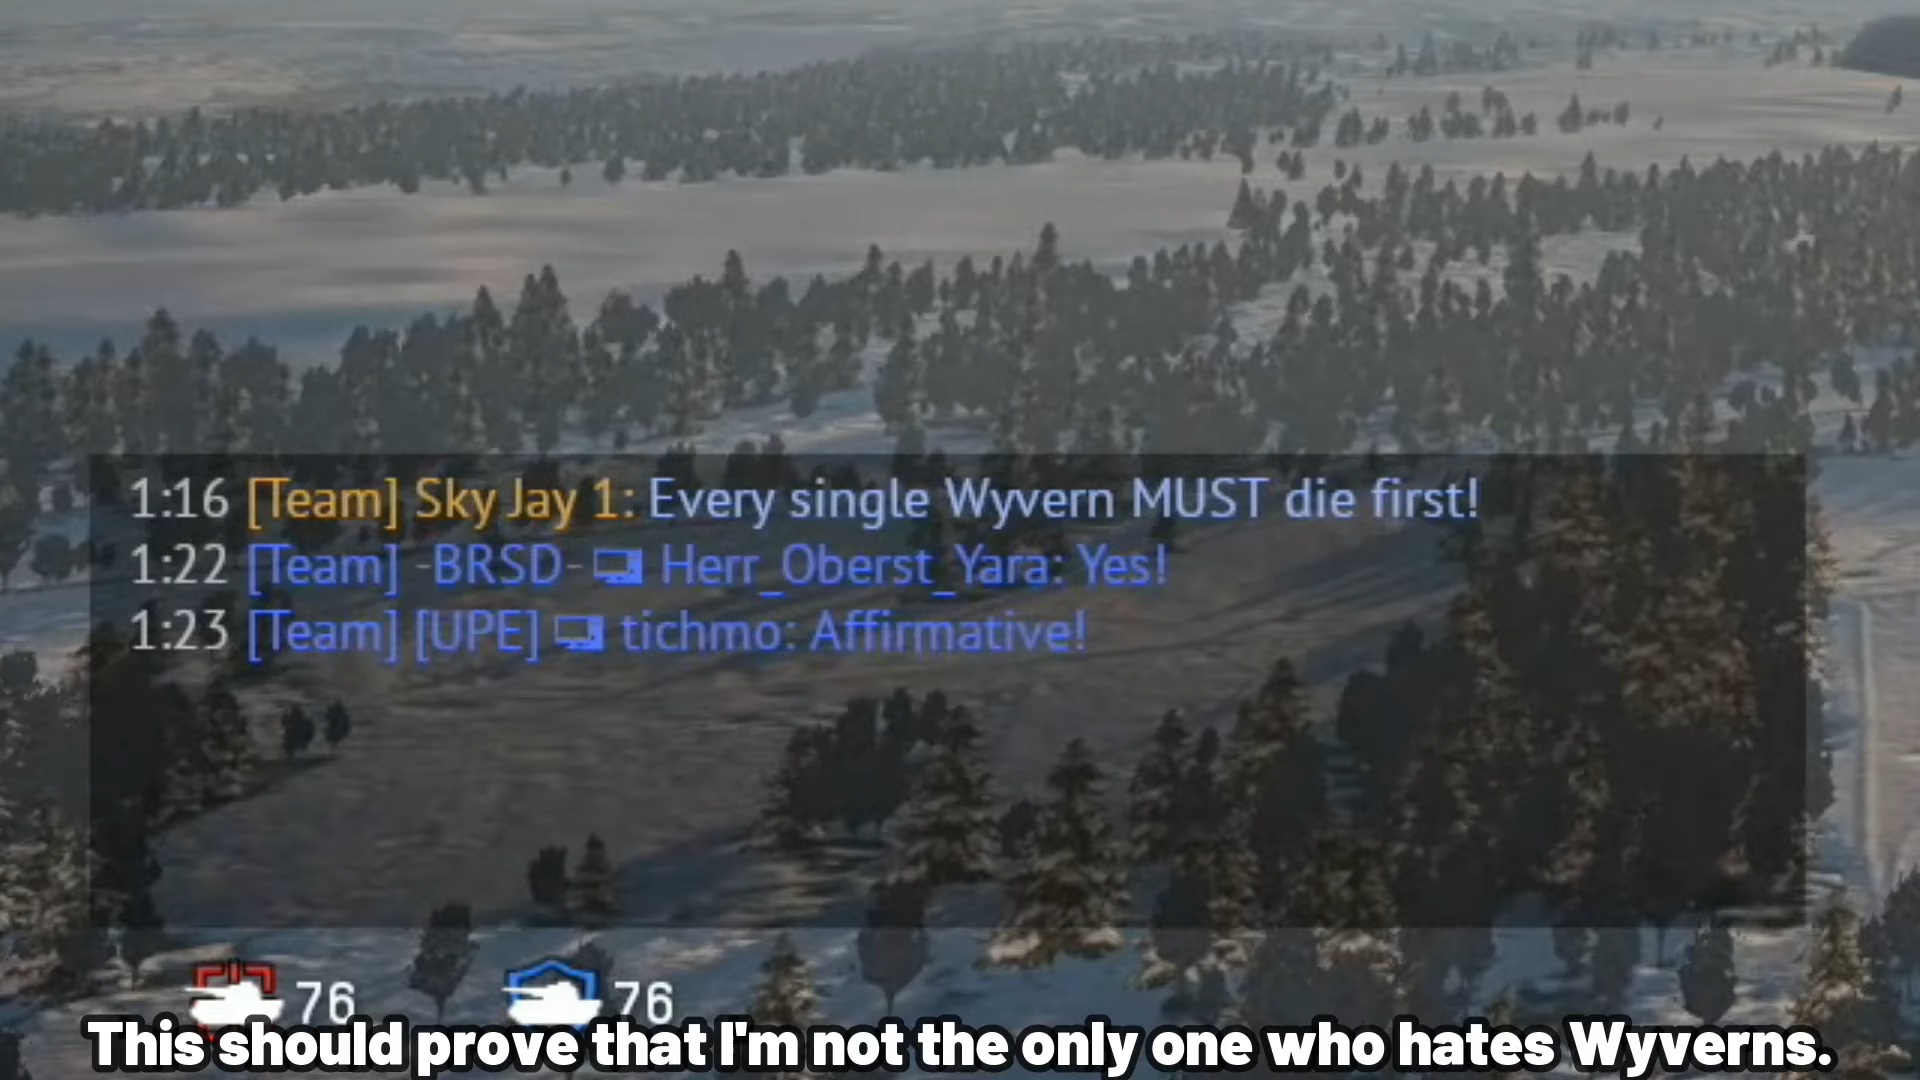 1:16 [Team] Sky Jay 1: Every single Wyvern MUST die first!
1:22 [Team] -BRSD- Herr_Oberst_Yara: Yes!
1:23 [Team] [UPE] tichmo: Affirmative!
76 76
This should prove that I'm not the only one who hates Wyverns.